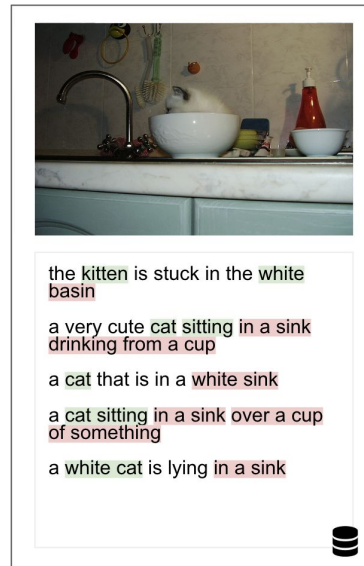 the kitten is stuck in the white
basin
a very cute cat sitting in a sink
drinking from a cup
a cat that is in a white sink
a cat sitting in a sink over a cup
of something
a white cat is lying in a sink